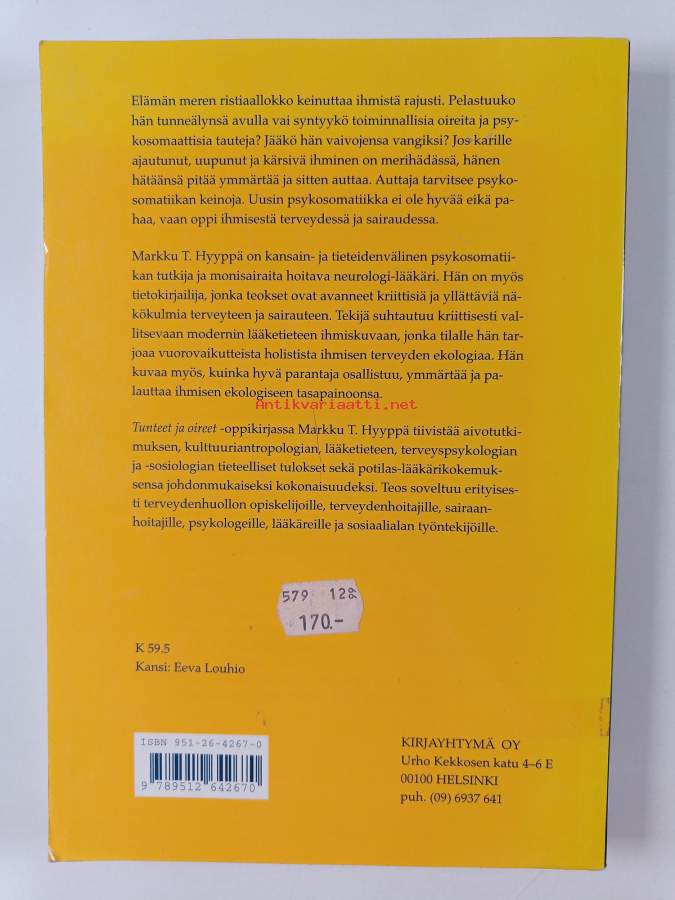 Elämän meren ristiaallokko keinuttaa ihmistä rajusti. Pelastuuko
hän tunneälynsä avulla vai syntyykö toiminnallisia oireita ja psy-
kosomaattisia tauteja? Jääkö hän vaivojensa vangiksi? Jos karille
ajautunut, uupunut ja kärsivä ihminen on merihädässä, hänen
hätäänsä pitää ymmärtää ja sitten auttaa. Auttaja tarvitsee psyko-
somatiikan keinoja. Uusin psykosomatiikka ei ole hyvää eikä pa-
haa, vaan oppi ihmisestä terveydessä ja sairaudessa.
Markku T. Hyyppä on kansain- ja tieteidenvälinen psykosomatii-
kan tutkija ja monisairaita hoitava neurologi-lääkäri. Hän on myös
tietokirjailija, jonka teokset ovat avanneet kriittisiä ja yllättäviä nä-
kökulmia terveyteen ja sairauteen. Tekijä suhtautuu kriittisesti val-
litsevaan modernin lääketieteen ihmiskuvaan, jonka tilalle hän tar-
joaa vuorovaikutteista holistista ihmisen terveyden ekologiaa. Hän
kuvaa myös, kuinka hyvä parantaja osallistuu, ymmärtää ja pa-
lauttaa ihmisen ekologiseen tasapainoonsa.
Antikvariaatti.net
Tunteet ja oireet -oppikirjassa Markku T. Hyyppä tiivistää aivotutki-
muksen, kulttuuriantropologian, lääketieteen, terveyspsykologian
ja -sosiologian tieteelliset tulokset sekä potilas-lääkärikokemuk-
sensa johdonmukaiseksi kokonaisuudeksi. Teos soveltuu erityises-
ti terveydenhuollon opiskelijoille, terveydenhoitajille, sairaan-
hoitajille, psykologeille, lääkäreille ja sosiaalialan työntekijöille.
579 12
170.-
K 59.5
Kansi: Eeva Louhio
ISBN 951-26-4267-0
9 789512 642670
KIRJAYHTYMÄ OY
Urho Kekkosen katu 4–6 E
00100 HELSINKI
puh. (09) 6937 641